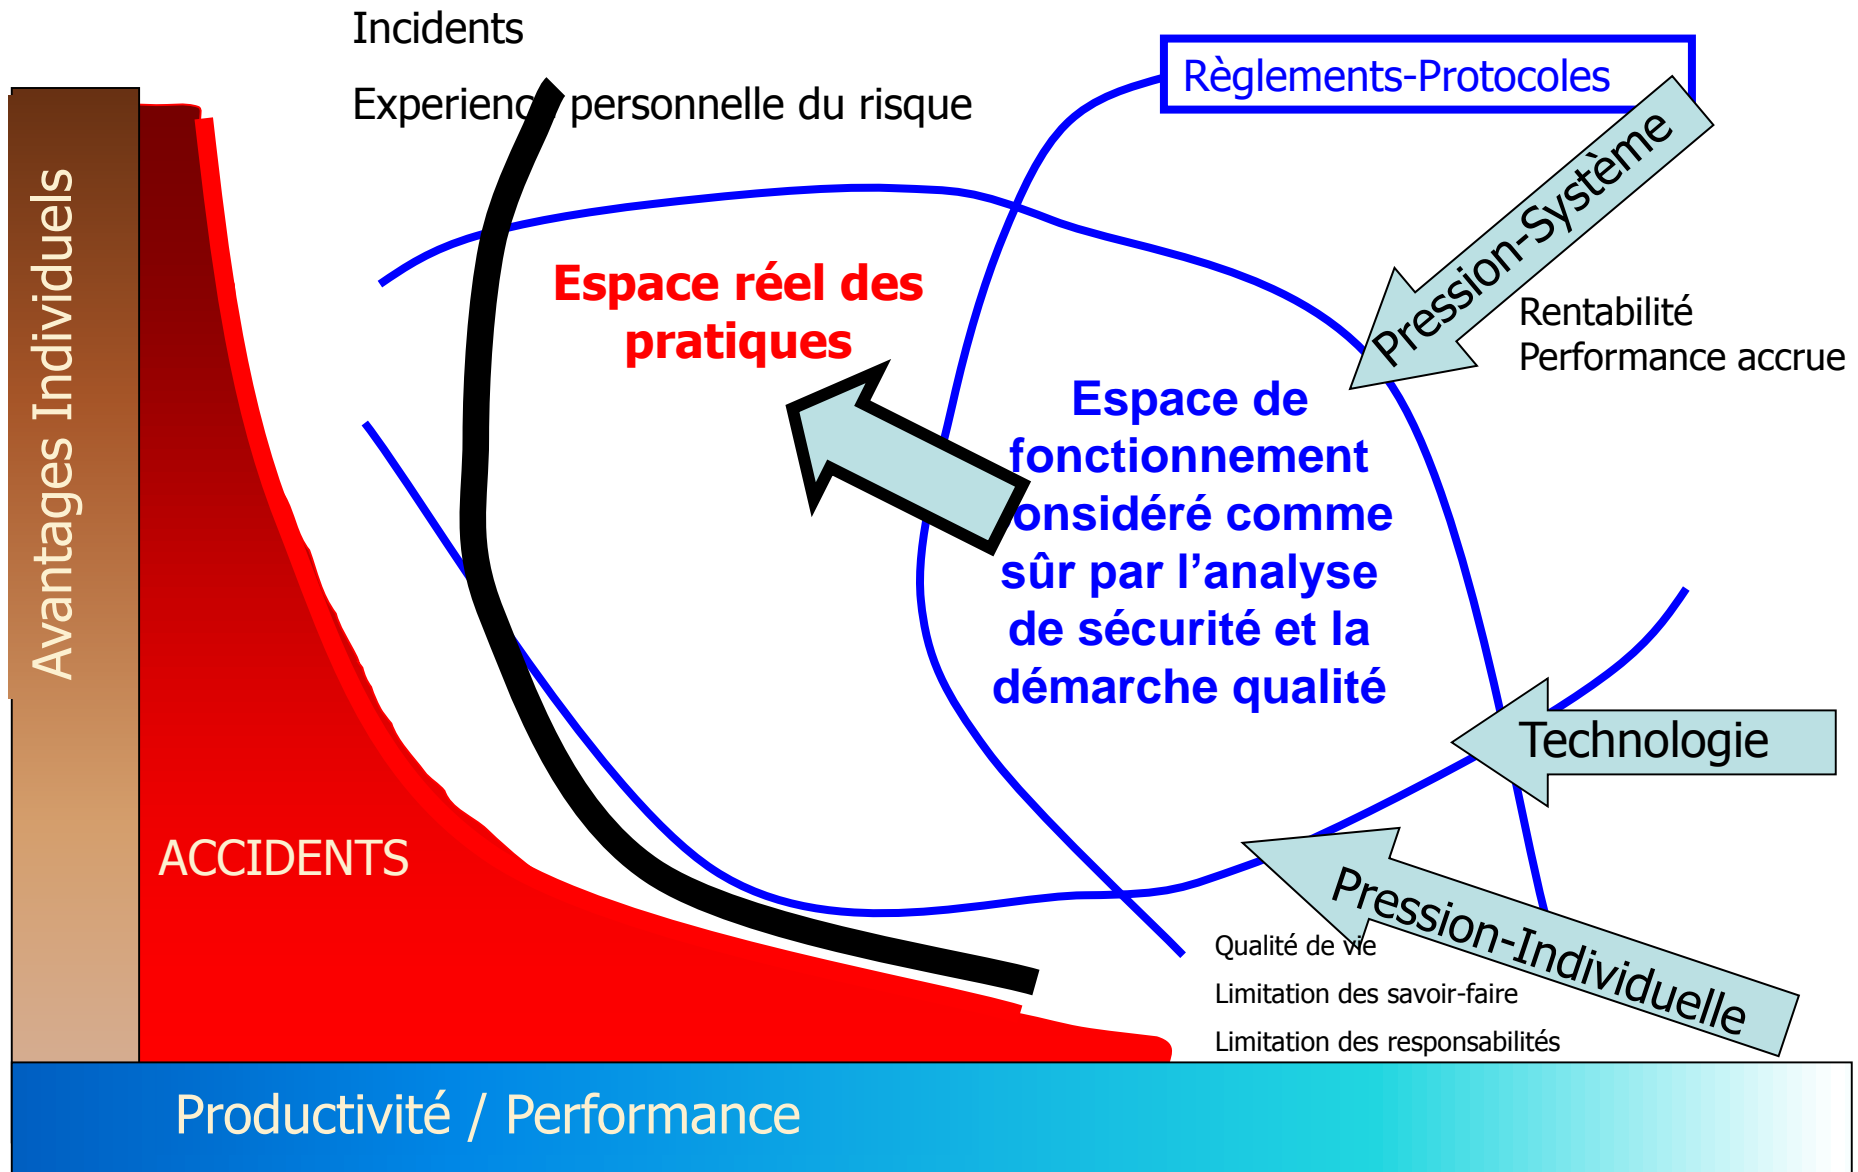 Incidents
Experience personnelle du risque
Règlements-Protocoles
Pression-Système
Rentabilité
Performance accrue
Avantages Individuels
Espace réel des
pratiques
Espace de
fonctionnement
considéré comme
sûr par l’analyse
de sécurité et la
démarche qualité
Technologie
ACCIDENTS
Pression-Individuelle
Qualité de vie
Limitation des savoir-faire
Limitation des responsabilités
Productivité / Performance